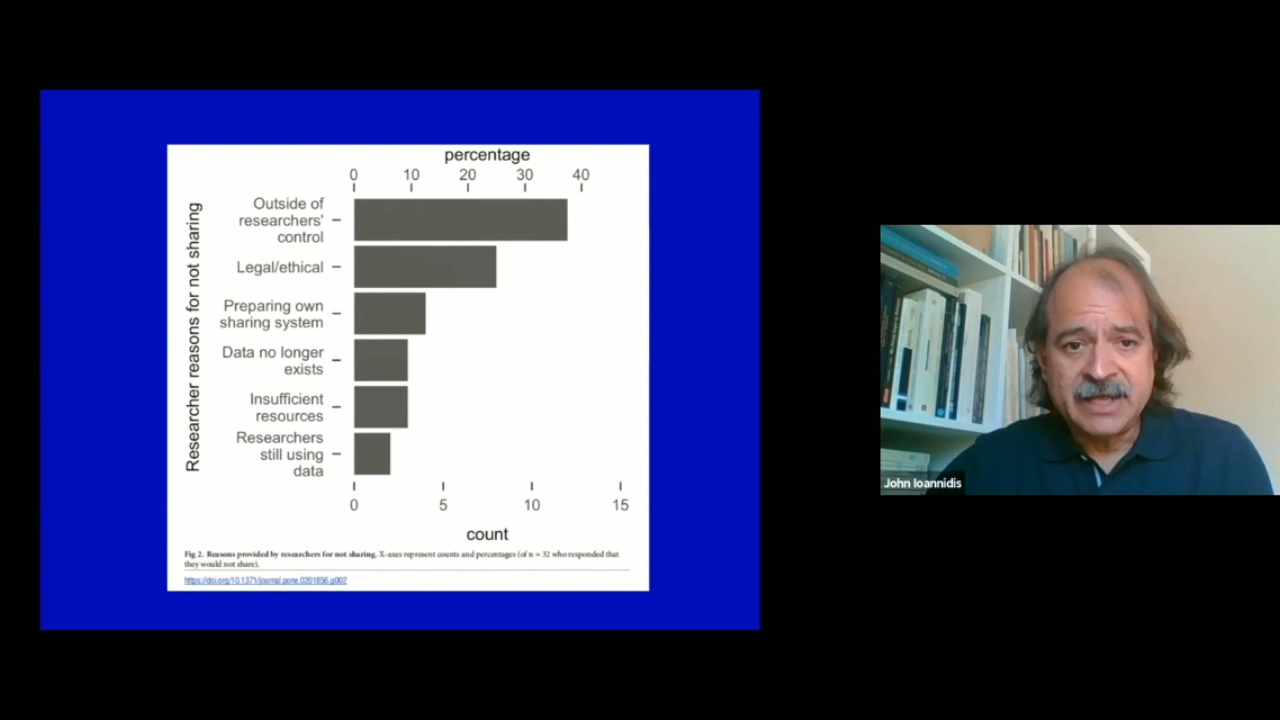 percentage
0 10 20 30 40
Researcher reasons for not sharing
Outside of
researchers'
control
Legal/ethical
Preparing own
sharing system
Data no longer
exists
Insufficient
resources
Researchers
still using
data
0 5 10 15
count
Fig 2. Reasons provided by researchers for not sharing. X-axes represent counts and percentages (of n = 32 who responded that
they would not share).
https://doi.org/10.1371/journal.pone.0201856.g002
John Ioannidis